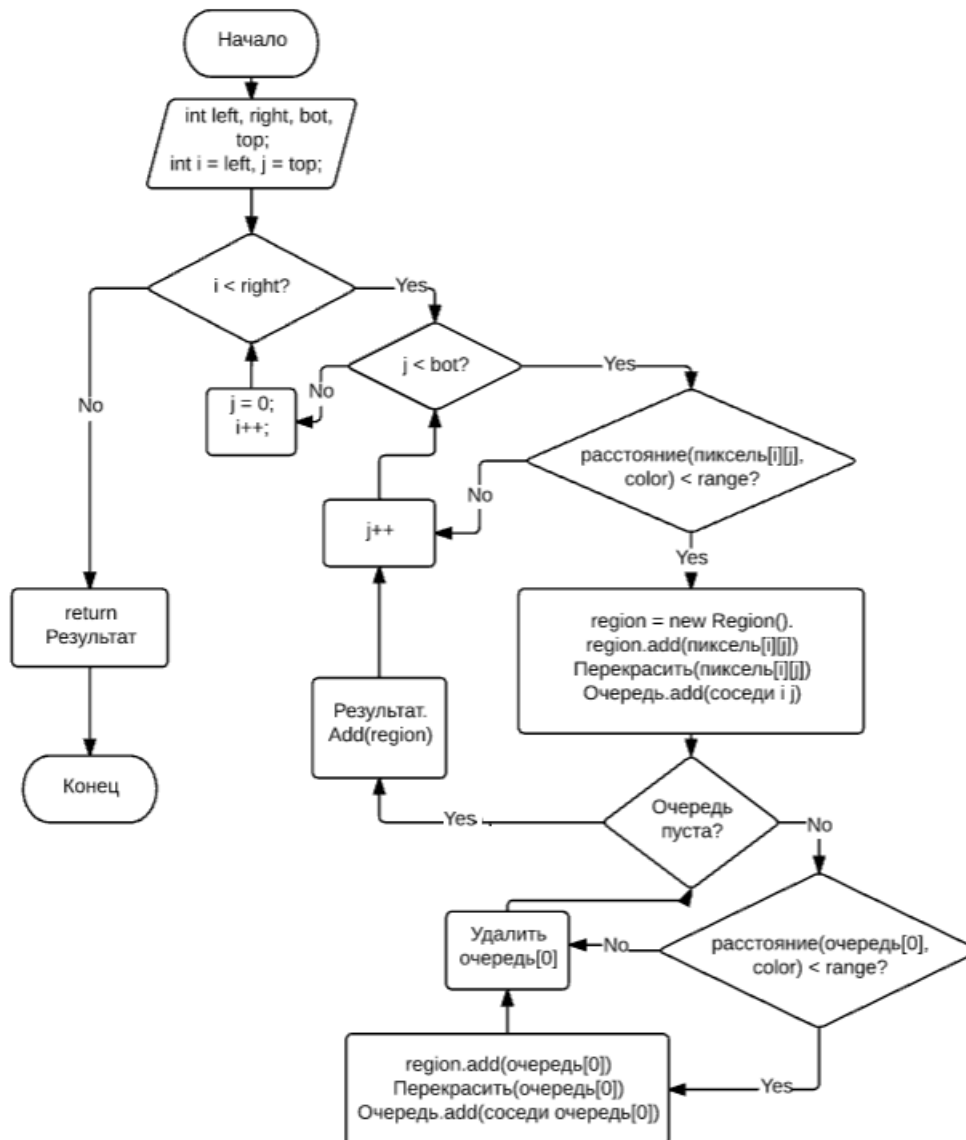 Начало
int left, right, bot,
top;
int i = left, j = top;
i < right?
Yes
No
j < bot?
Yes
No
j = 0;
i++;
расстояние(пиксель[i][j],
color) < range?
No
Yes
j++
return
Результат
region = new Region().
region.add(пиксель[i][j])
Перекрасить(пиксель[i][j])
Очередь.add(соседи i j)
Результат.
Add(region)
Конец
Очередь
пуста?
Yes
No
Удалить
очередь[0]
No
расстояние(очередь[0],
color) < range?
Yes
region.add(очередь[0])
Перекрасить(очередь[0])
Очередь.add(соседи очередь[0])